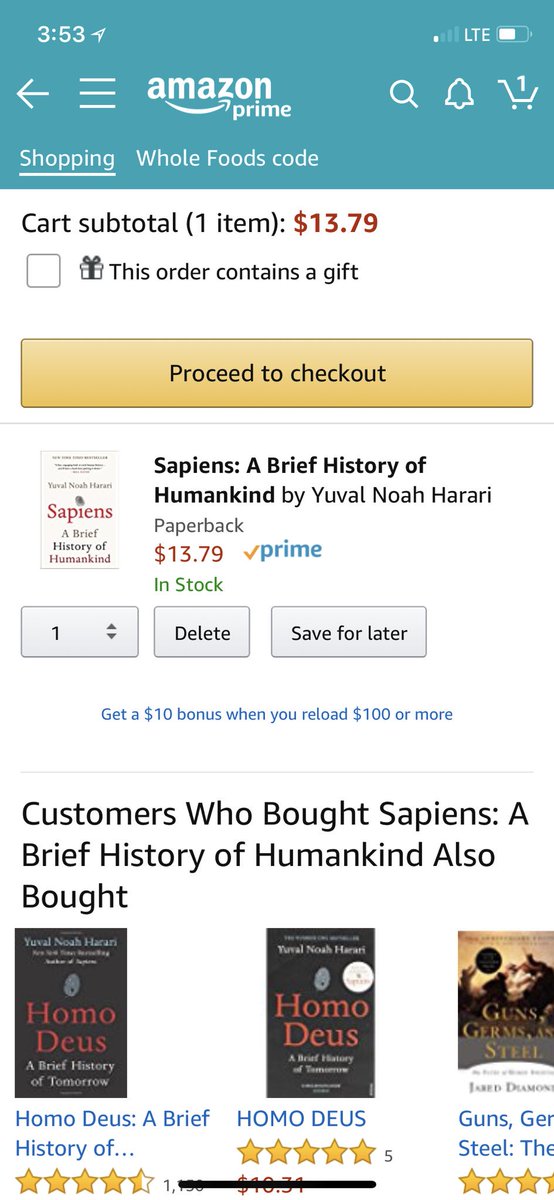 3:53
LTE
amazon
prime
1
Shopping Whole Foods code
Cart subtotal (1 item): $13.79
This order contains a gift
Proceed to checkout
NEW YORK TIMES BESTSELLER
Yuval Noah Harari
Sapiens
A Brief
History of
Humankind
Sapiens: A Brief History of
Humankind by Yuval Noah Harari
Paperback
$13.79 prime
In Stock
1
Delete
Save for later
Get a $10 bonus when you reload $100 or more
Customers Who Bought Sapiens: A
Brief History of Humankind Also
Bought
Yuval Noah Harari
New York Times Bestselling
Author of Sapiens
Homo
Deus
A Brief History
of Tomorrow
Yuval Noah Harari
Sapiens
Homo
Deus
A Brief History
of Tomorrow
GUNS,
GERMS, A
STEEL
JARED DIAMON
Homo Deus: A Brief
History of...
HOMO DEUS
5
$10.31
Guns, Ger
Steel: The